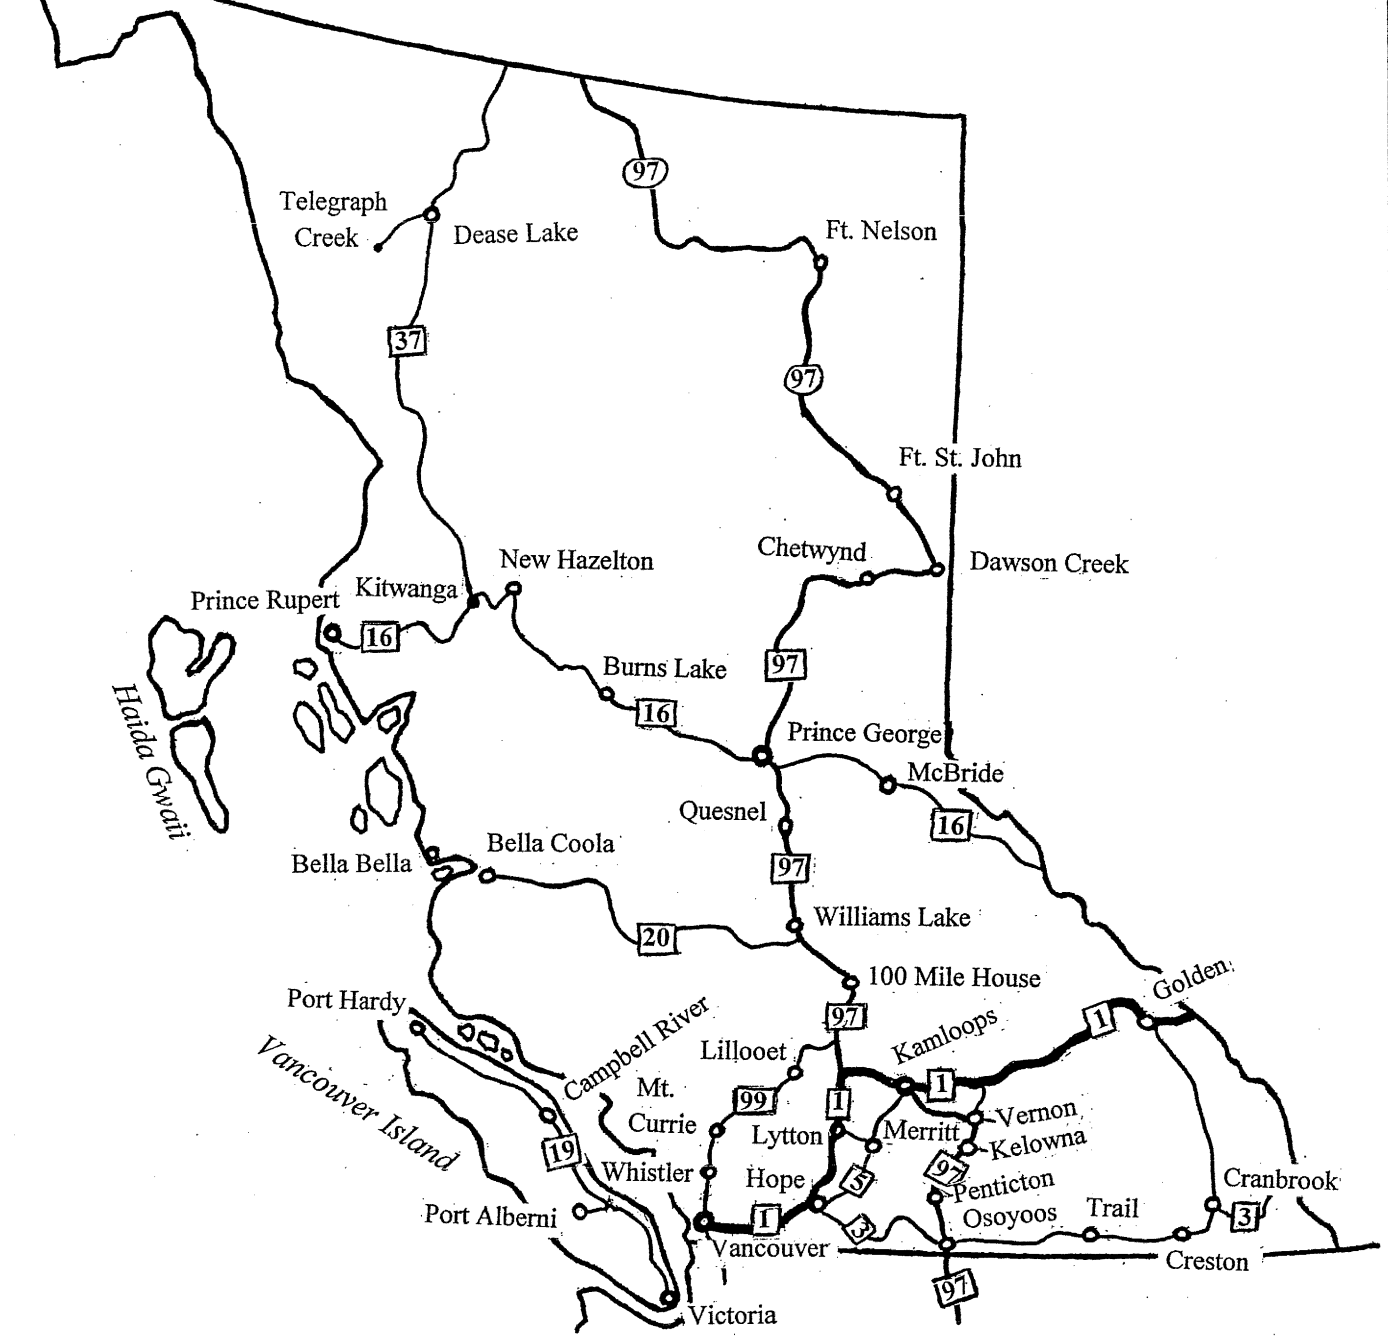 97
Telegraph
Creek
Dease Lake
Ft. Nelson
37
97
Ft. St. John
Chetwynd
Dawson Creek
New Hazelton
Kitwanga
Prince Rupert
16
97
Burns Lake
16
Prince George
McBride
Haida Gwaii
Quesnel
16
97
Bella Coola
Bella Bella
Williams Lake
20
100 Mile House
Golden
Port Hardy
97
1
Kamloops
Campbell River
Lillooet
Vancouver Island
Mt.
Currie
99
1
1
Vernon
Lytton
Merritt
Kelowna
19
Whistler
Hope
5
97
Penticton
Cranbrook
Port Alberni
1
3
Osoyoos
Trail
3
Vancouver
Creston
97
Victoria